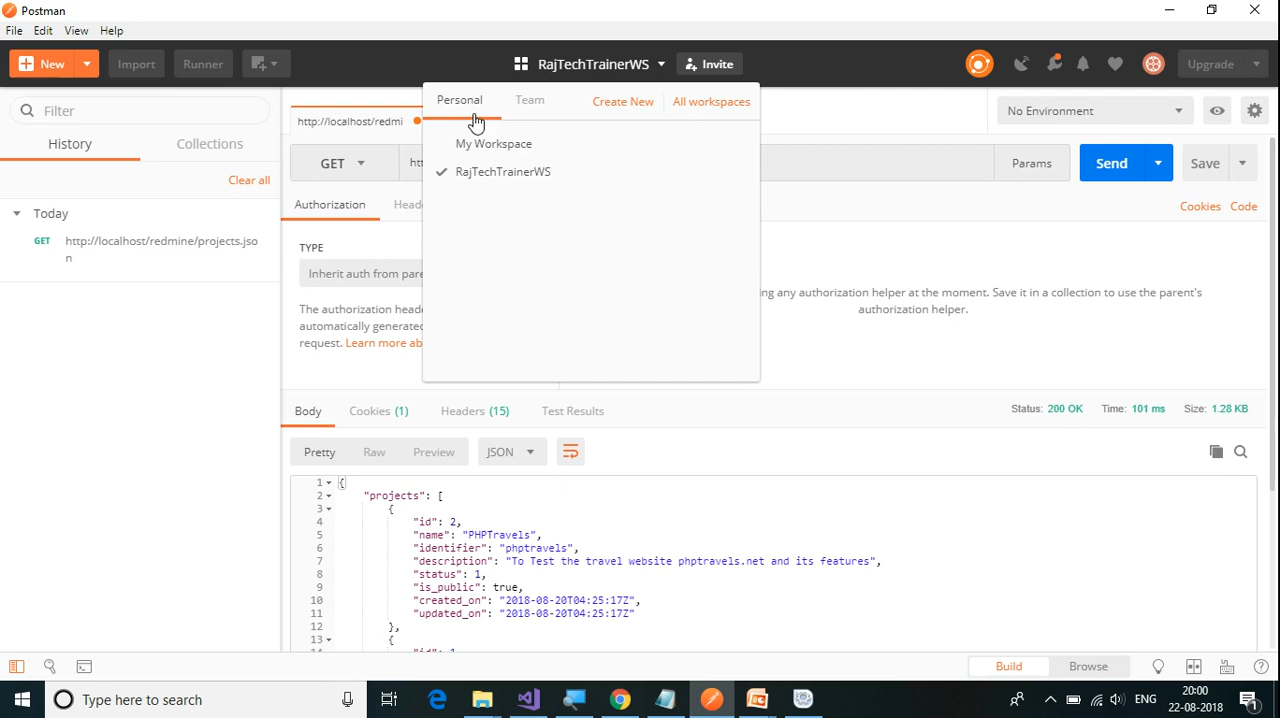 Postman
File Edit View Help
New Import Runner RajTechTrainerWS Invite Upgrade
Filter
History Collections
Clear all
Today
GET http://localhost/redmine/projects.jso
n
http://localhost/redmi
Personal Team Create New All workspaces
My Workspace
RajTechTrainerWS
No Environment
GET htt Params Send Save
Authorization Heade Cookies Code
TYPE
Inherit auth from pare
The authorization heade
automatically generated
request. Learn more ab
ing any authorization helper at the moment. Save it in a collection to use the parent's
authorization helper.
Body Cookies (1) Headers (15) Test Results Status: 200 OK Time: 101 ms Size: 1.28 KB
Pretty Raw Preview JSON
1 {
2 "projects": [
3 {
4 "id": 2,
5 "name": "PHPTravels",
6 "identifier": "phptravels",
7 "description": "To Test the travel website phptravels.net and its features",
8 "status": 1,
9 "is_public": true,
10 "created_on": "2018-08-20T04:25:17Z",
11 "updated_on": "2018-08-20T04:25:17Z"
12 },
13 {
Build Browse
Type here to search
ENG
20:00
22-08-2018
1